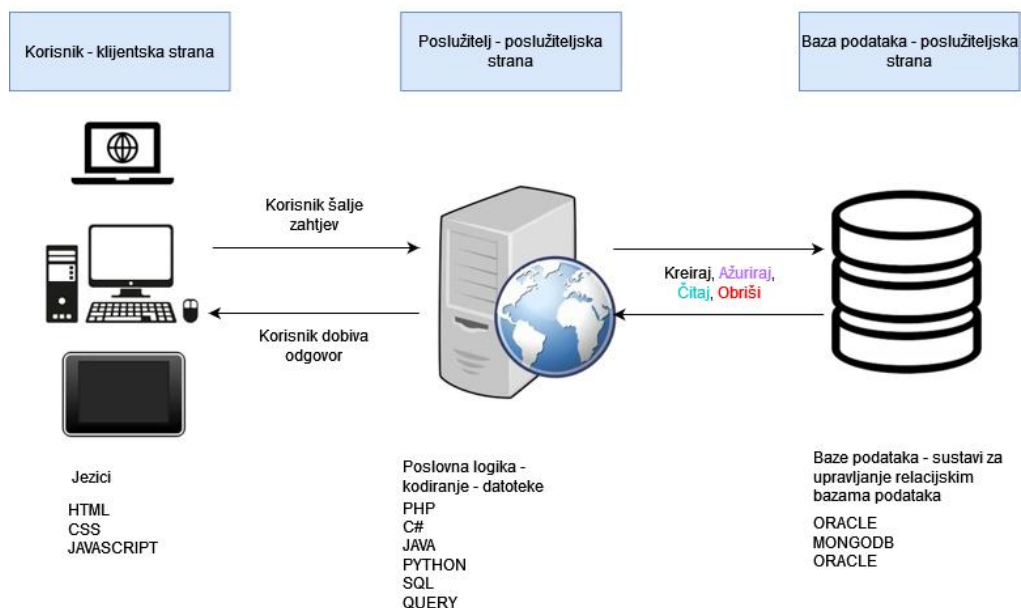 Korisnik - klijentska strana
Poslužitelj - poslužiteljska
strana
Baza podataka - poslužiteljska
strana
Korisnik šalje
zahtjev
Korisnik dobiva
odgovor
Kreiraj, Ažuriraj,
Čitaj, Obriši
Jezici
HTML
CSS
JAVASCRIPT
Poslovna logika -
kodiranje - datoteke
PHP
C#
JAVA
PYTHON
SQL
QUERY
Baze podataka - sustavi za
upravljanje relacijskim
bazama podataka
ORACLE
MONGODB
ORACLE